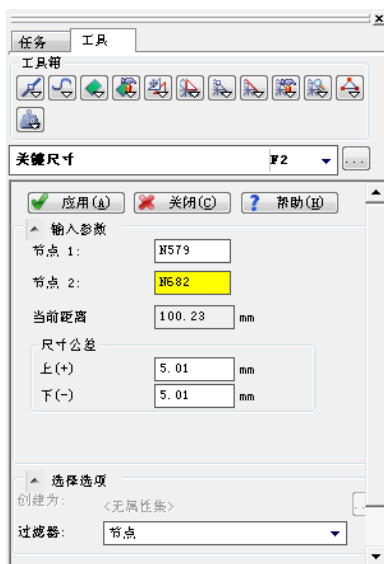 任务 工具
工具箱
关键尺寸 F2 ...
应用(A) 关闭(C) ? 帮助(H)
输入参数
节点 1: N579
节点 2: N682
当前距离 100.23 mm
尺寸公差
上(+) 5.01 mm
下(-) 5.01 mm
选择选项
创建为: <无属性集>
过滤器: 节点